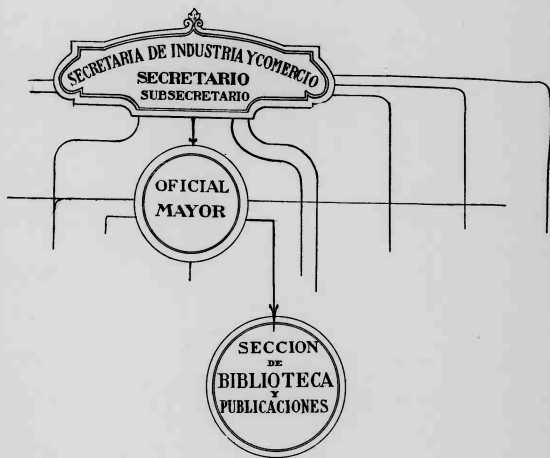 SECRETARIA DE INDUSTRIA Y COMERCIO
SECRETARIO
SUBSECRETARIO
OFICIAL
MAYOR
SECCION
DE
BIBLIOTECA
Y
PUBLICACIONES